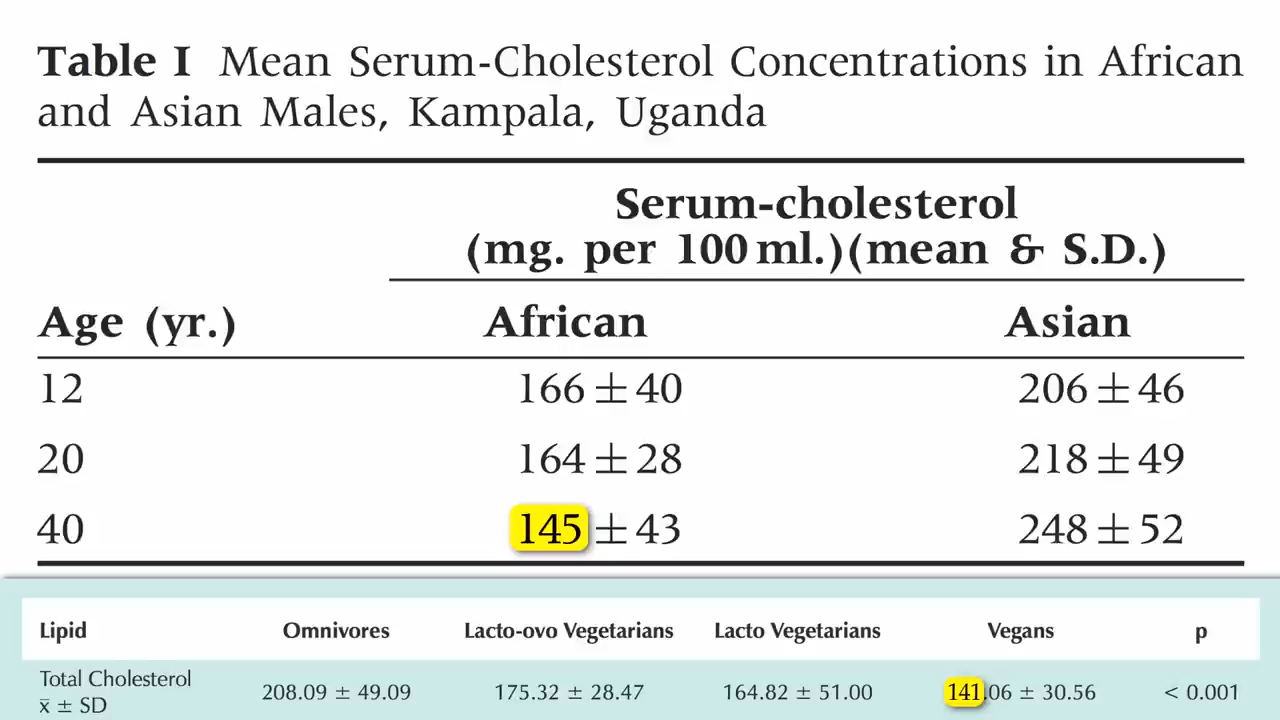 Table I Mean Serum-Cholesterol Concentrations in African
and Asian Males, Kampala, Uganda
Serum-cholesterol
(mg. per 100 ml.)(mean & S.D.)
Age (yr.) African Asian
12 166 ± 40 206 ± 46
20 164 ± 28 218 ± 49
40 145 ± 43 248 ± 52
Lipid Omnivores Lacto-ovo Vegetarians Lacto Vegetarians Vegans p
Total Cholesterol
x̄ ± SD 208.09 ± 49.09 175.32 ± 28.47 164.82 ± 51.00 141.06 ± 30.56 < 0.001